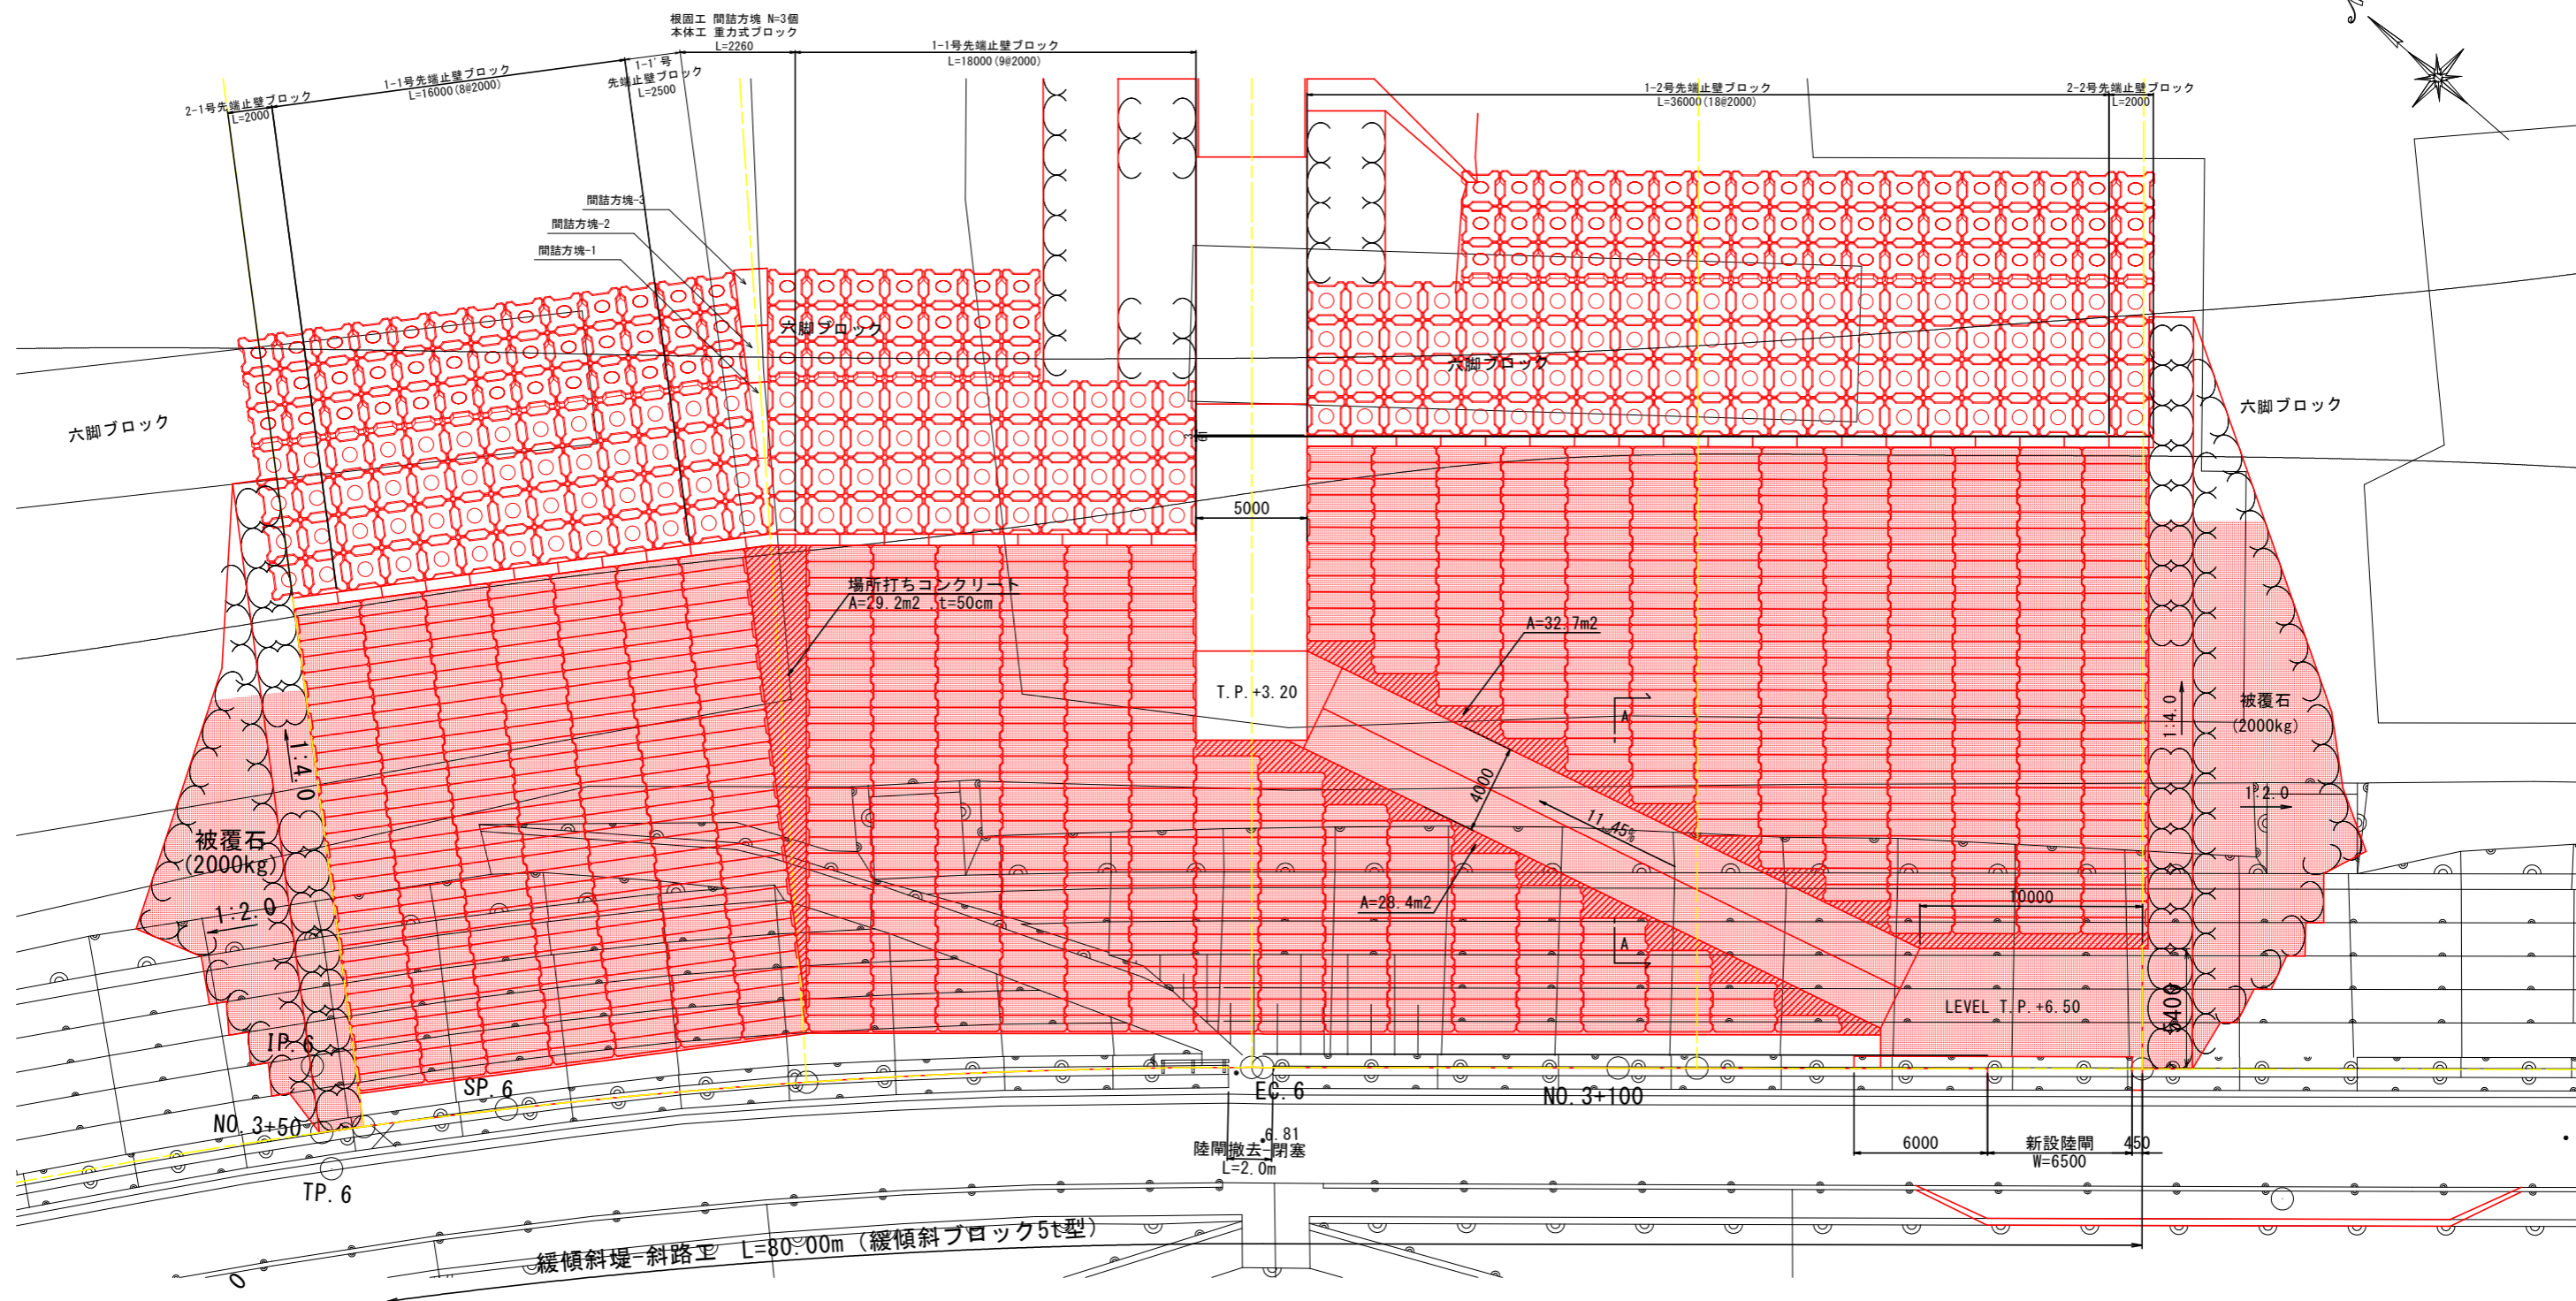 根固工 間詰方塊 N=3個
本体工 重力式ブロック
L=2260
1-1号先端止壁ブロック
L=18000(9@2000)
1-1'号
先端止壁ブロック
L=2500
1-1号先端止壁ブロック
L=16000(8@2000)
2-1号先端止壁ブロック
L=2000
1-2号先端止壁ブロック
L=36000(18@2000)
2-2号先端止壁ブロック
L=2000
間詰方塊-3
間詰方塊-2
間詰方塊-1
六脚ブロック
六脚ブロック
六脚ブロック
六脚ブロック
5000
場所打ちコンクリート
A=29.2m2 .t=50cm
A=32.7m2
T.P.+3.20
A
1:4.0
被覆石
(2000kg)
1:4.0
4000
11.45%
1:2.0
被覆石
(2000kg)
1:2.0
A=28.4m2
10000
A
LEVEL T.P.+6.50
5400
IP.6
SP.6
NO.3+50
EC.6
NO.3+100
6.81
陸閘撤去-閉塞
L=2.0m
6000
新設陸閘
W=6500
450
TP.6
緩傾斜堤-斜路工 L=80.00m (緩傾斜ブロック5t型)
0